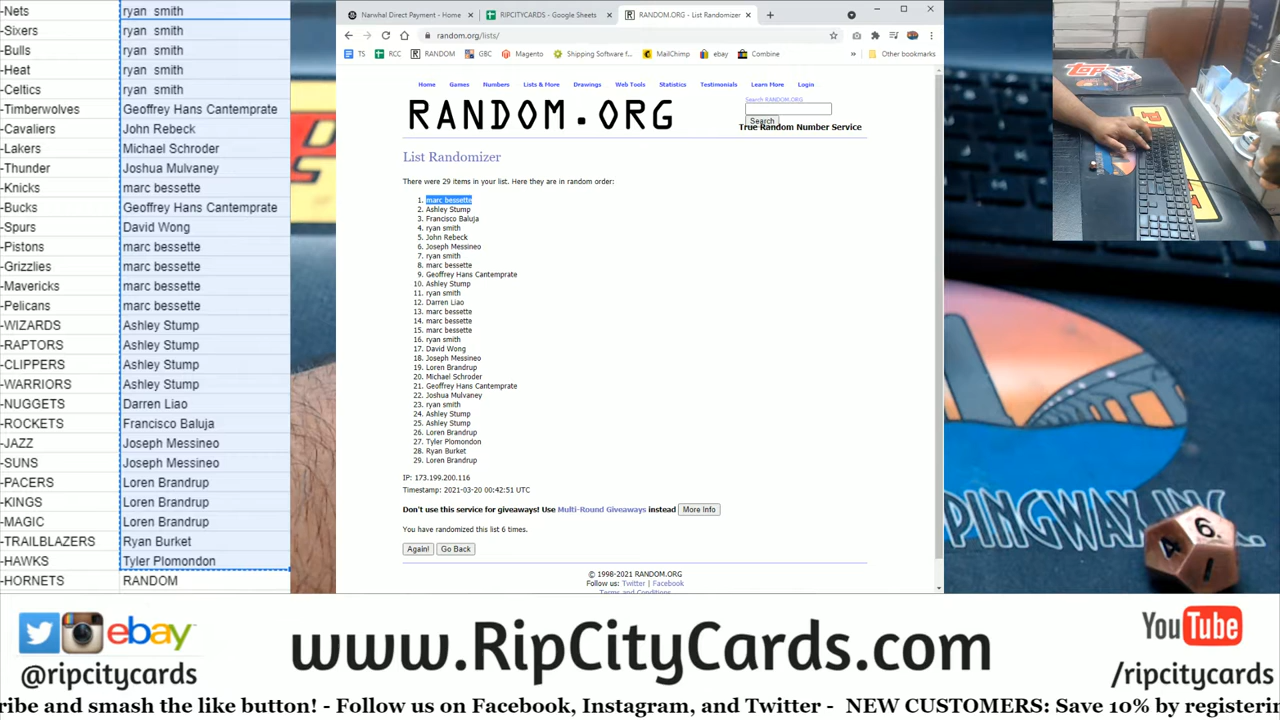 ryan smith
-Sixers ryan smith
-Bulls ryan smith
-Heat ryan smith
-Celtics ryan smith
-Timber Geoffrey Hans Cantemprate
-Cavaliers John Rebeck
-Lakers Michael Schroder
-Thunder Joshua Mulvaney
-Knicks marc bessette
-Bucks Geoffrey Hans Cantemprate
-Spurs David Wong
-Pistons marc bessette
-Grizzlies marc bessette
-Mavericks marc bessette
-Pelicans marc bessette
-WIZARDS Ashley Stump
-RAPTORS Ashley Stump
-CLIPPERS Ashley Stump
-WARRIORS Ashley Stump
-NUGGETS Darren Liao
-ROCKETS Francisco Baluja
-JAZZ Joseph Messineo
-SUNS Joseph Messineo
-PACERS Loren Brandrup
-KINGS Loren Brandrup
-MAGIC Loren Brandrup
-TRAILBLAZERS Ryan Burket
-HAWKS Tyler Plomondon
-HORNETS RANDOM
Narwhal Direct Payment - Home
RIPCITYCARDS - Google Sheets
RANDOM.ORG - List Randomizer
random.org/lists/
TS RCC RANDOM GBC Magento Shipping Software f... MailChimp ebay Combine » Other bookmarks
Home Games Numbers Lists & More Drawings Web Tools Statistics Testimonials Learn More Login
RANDOM.ORG
Search RANDOM.ORG
Search
True Random Number Service
List Randomizer
There were 29 items in your list. Here they are in random order:
1. marc bessette
2. Ashley Stump
3. Francisco Baluja
4. ryan smith
5. John Rebeck
6. Joseph Messineo
7. ryan smith
8. marc bessette
9. Geoffrey Hans Cantemprate
10. Ashley Stump
11. ryan smith
12. Darren Liao
13. marc bessette
14. marc bessette
15. marc bessette
16. ryan smith
17. David Wong
18. Joseph Messineo
19. Loren Brandrup
20. Michael Schroder
21. Geoffrey Hans Cantemprate
22. Joshua Mulvaney
23. ryan smith
24. Ashley Stump
25. Ashley Stump
26. Loren Brandrup
27. Tyler Plomondon
28. Ryan Burket
29. Loren Brandrup
IP: 173.199.200.116
Timestamp: 2021-03-20 00:42:51 UTC
Don't use this service for giveaways! Use Multi-Round Giveaways instead More Info
You have randomized this list 6 times.
Again! Go Back
© 1998-2021 RANDOM.ORG
Follow us: Twitter | Facebook
Terms and Conditions
Topps
PINGWAX, INC.
4 6 1
ebay
@ripcitycards
www.RipCityCards.com
YouTube
/ripcitycards
ribe and smash the like button! - Follow us on Facebook, Instagram, and Twitter - NEW CUSTOMERS: Save 10% by registerin